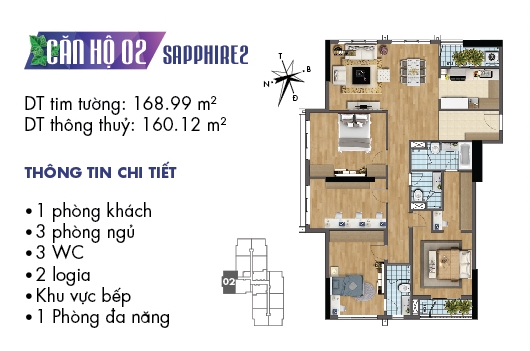 CĂN HỘ 02 SAPPHIRE2
DT tim tường: 168.99 m²
DT thông thuỷ: 160.12 m²
THÔNG TIN CHI TIẾT
• 1 phòng khách
• 3 phòng ngủ
• 3 WC
• 2 logia
• Khu vực bếp
• 1 Phòng đa năng
T
B
N
Đ
02